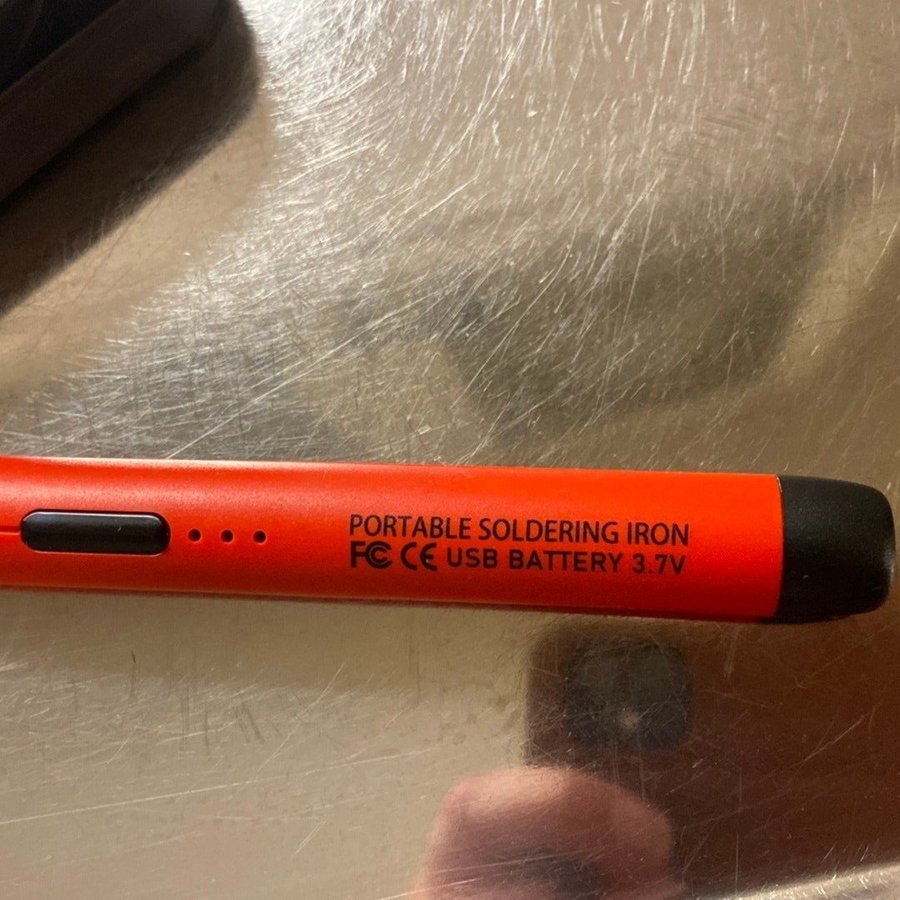 PORTABLE SOLDERING IRON
FC CE USB BATTERY 3.7V